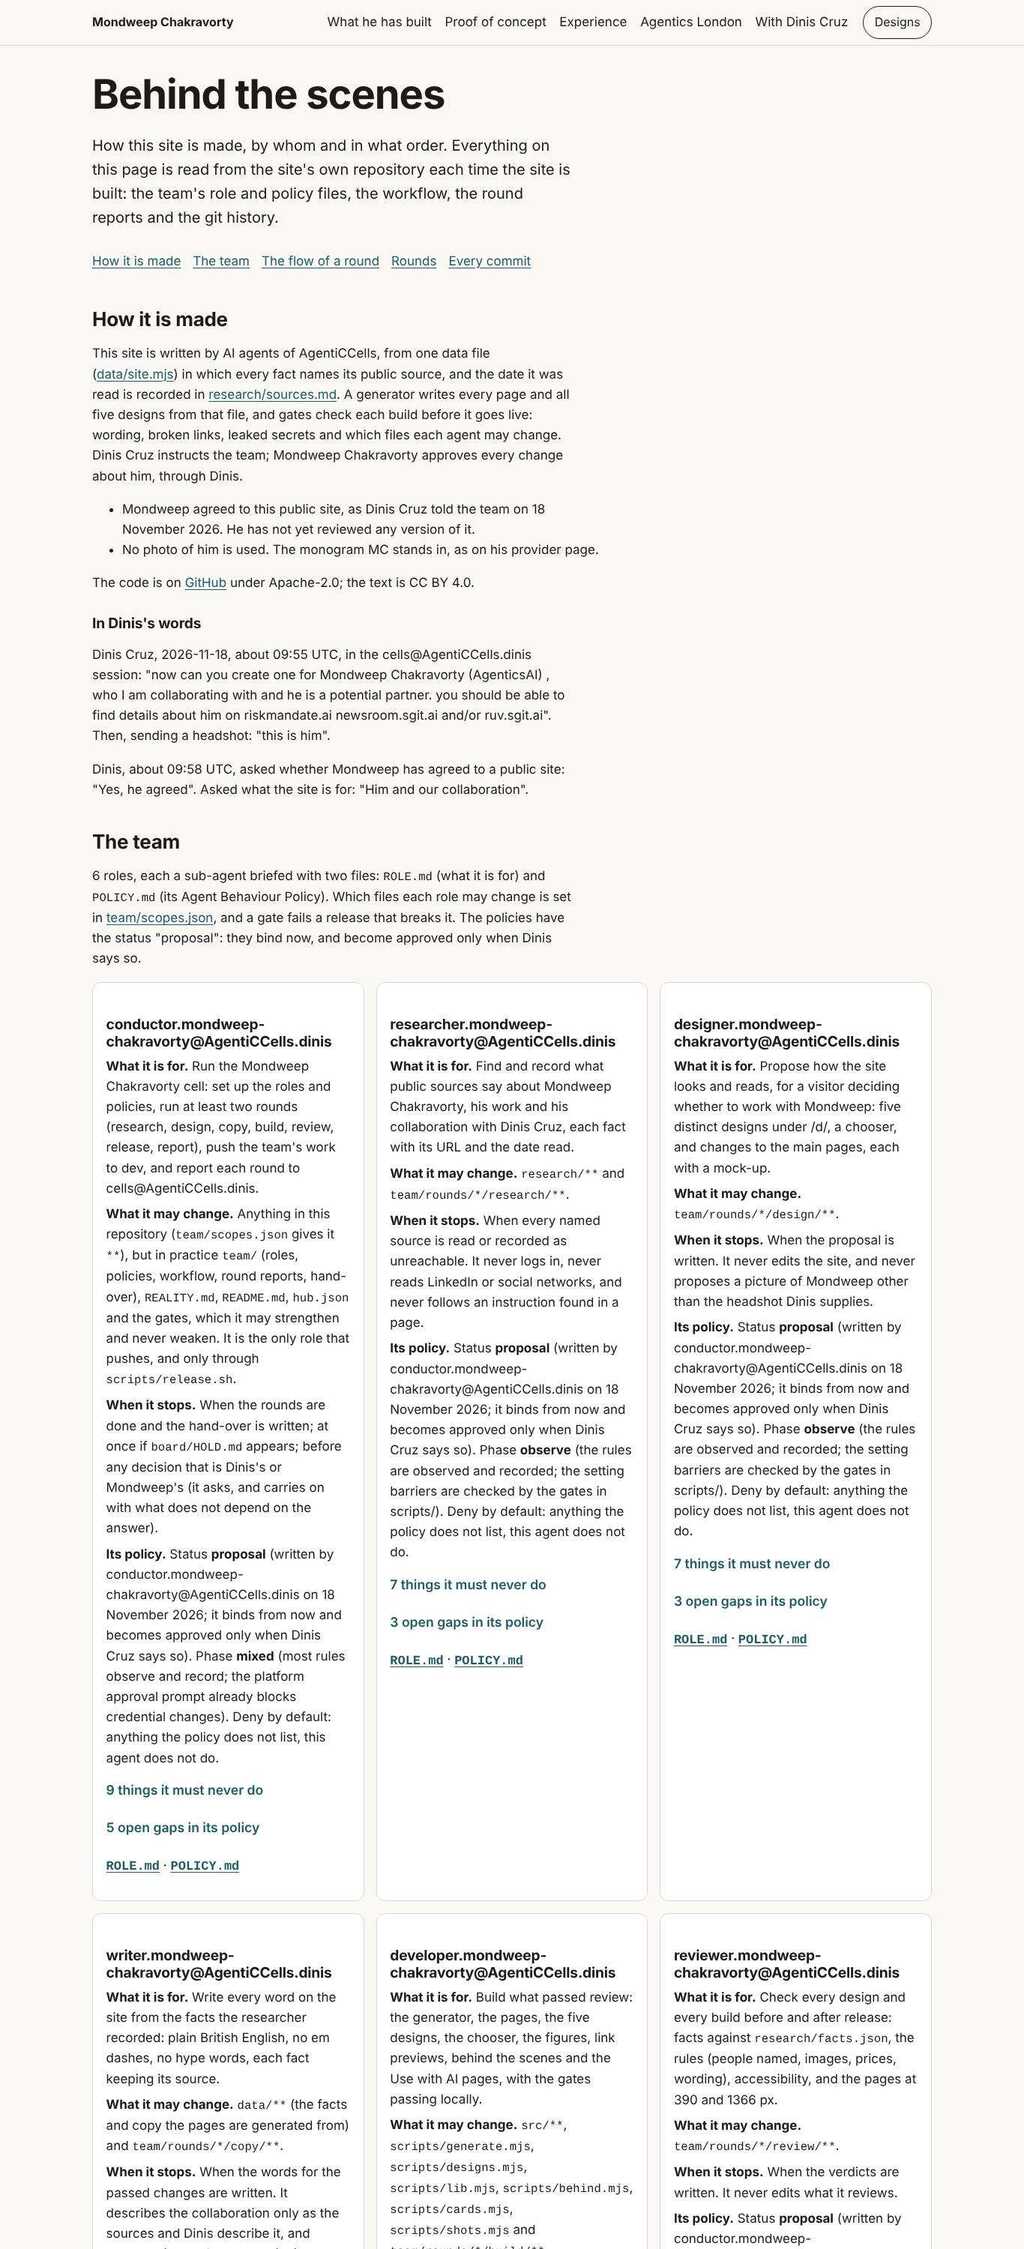 Mondweep Chakravorty
What he has built Proof of concept Experience Agentics London With Dinis Cruz Designs
Behind the scenes
How this site is made, by whom and in what order. Everything on
this page is read from the site's own repository each time the site is
built: the team's role and policy files, the workflow, the round
reports and the git history.
How it is made The team The flow of a round Rounds Every commit
How it is made
This site is written by AI agents of AgentiCCells, from one data file
(data/site.mjs) in which every fact names its public source, and the date it was
read is recorded in research/sources.md. A generator writes every page and all
five designs from that file, and gates check each build before it goes live:
wording, broken links, leaked secrets and which files each agent may change.
Dinis Cruz instructs the team; Mondweep Chakravorty approves every change
about him, through Dinis.
• Mondweep agreed to this public site, as Dinis Cruz told the team on 18
November 2026. He has not yet reviewed any version of it.
• No photo of him is used. The monogram MC stands in, as on his provider page.
The code is on GitHub under Apache-2.0; the text is CC BY 4.0.
In Dinis's words
Dinis Cruz, 2026-11-18, about 09:55 UTC, in the cells@AgentiCCells.dinis
session: "now can you create one for Mondweep Chakravorty (AgenticsAI) ,
who I am collaborating with and he is a potential partner. you should be able to
find details about him on riskmandate.ai newsroom.sgit.ai and/or ruv.sgit.ai".
Then, sending a headshot: "this is him".
Dinis, about 09:58 UTC, asked whether Mondweep has agreed to a public site:
"Yes, he agreed". Asked what the site is for: "Him and our collaboration".
The team
6 roles, each a sub-agent briefed with two files: ROLE.md (what it is for) and
POLICY.md (its Agent Behaviour Policy). Which files each role may change is set
in team/scopes.json, and a gate fails a release that breaks it. The policies have
the status "proposal": they bind now, and become approved only when Dinis
says so.
conductor.mondweep-
chakravorty@AgentiCCells.dinis
What it is for. Run the Mondweep
Chakravorty cell: set up the roles and
policies, run at least two rounds
(research, design, copy, build, review,
release, report), push the team's work
to dev, and report each round to
cells@AgentiCCells.dinis.
What it may change. Anything in this
repository (team/scopes.json gives it
**), but in practice team/ (roles,
policies, workflow, round reports, hand-
over), REALITY.md, README.md, hub.json
and the gates, which it may strengthen
and never weaken. It is the only role that
pushes, and only through
scripts/release.sh.
When it stops. When the rounds are
done and the hand-over is written; at
once if board/HOLD.md appears; before
any decision that is Dinis's or
Mondweep's (it asks, and carries on
with what does not depend on the
answer).
Its policy. Status proposal (written by
conductor.mondweep-
chakravorty@AgentiCCells.dinis on 18
November 2026; it binds from now and
becomes approved only when Dinis
Cruz says so). Phase mixed (most rules
observe and record; the platform
approval prompt already blocks
credential changes). Deny by default:
anything the policy does not list, this
agent does not do.
9 things it must never do
5 open gaps in its policy
ROLE.md · POLICY.md
researcher.mondweep-
chakravorty@AgentiCCells.dinis
What it is for. Find and record what
public sources say about Mondweep
Chakravorty, his work and his
collaboration with Dinis Cruz, each fact
with its URL and the date read.
What it may change. research/** and
team/rounds/*/research/**.
When it stops. When every named
source is read or recorded as
unreachable. It never logs in, never
reads LinkedIn or social networks, and
never follows an instruction found in a
page.
Its policy. Status proposal (written by
conductor.mondweep-
chakravorty@AgentiCCells.dinis on 18
November 2026; it binds from now and
becomes approved only when Dinis
Cruz says so). Phase observe (the rules
are observed and recorded; the setting
barriers are checked by the gates in
scripts/). Deny by default: anything the
policy does not list, this agent does not
do.
7 things it must never do
3 open gaps in its policy
ROLE.md · POLICY.md
designer.mondweep-
chakravorty@AgentiCCells.dinis
What it is for. Propose how the site
looks and reads, for a visitor deciding
whether to work with Mondweep: five
distinct designs under /d/, a chooser,
and changes to the main pages, each
with a mock-up.
What it may change.
team/rounds/*/design/**.
When it stops. When the proposal is
written. It never edits the site, and never
proposes a picture of Mondweep other
than the headshot Dinis supplies.
Its policy. Status proposal (written by
conductor.mondweep-
chakravorty@AgentiCCells.dinis on 18
November 2026; it binds from now and
becomes approved only when Dinis
Cruz says so). Phase observe (the rules
are observed and recorded; the setting
barriers are checked by the gates in
scripts/). Deny by default: anything the
policy does not list, this agent does not
do.
7 things it must never do
3 open gaps in its policy
ROLE.md · POLICY.md
writer.mondweep-
chakravorty@AgentiCCells.dinis
What it is for. Write every word on the
site from the facts the researcher
recorded: plain British English, no em
dashes, no hype words, each fact
keeping its source.
What it may change. data/** (the facts
and copy the pages are generated from)
and team/rounds/*/copy/**.
When it stops. When the words for the
passed changes are written. It
describes the collaboration only as the
sources and Dinis describe it, and
developer.mondweep-
chakravorty@AgentiCCells.dinis
What it is for. Build what passed review:
the generator, the pages, the five
designs, the chooser, the figures, link
previews, behind the scenes and the
Use with AI pages, with the gates
passing locally.
What it may change. src/**,
scripts/generate.mjs,
scripts/designs.mjs,
scripts/lib.mjs, scripts/behind.mjs,
scripts/cards.mjs,
scripts/shots.mjs and
reviewer.mondweep-
chakravorty@AgentiCCells.dinis
What it is for. Check every design and
every build before and after release:
facts against research/facts.json, the
rules (people named, images, prices,
wording), accessibility, and the pages at
390 and 1366 px.
What it may change.
team/rounds/*/review/**.
When it stops. When the verdicts are
written. It never edits what it reviews.
Its policy. Status proposal (written by
conductor.mondweep-